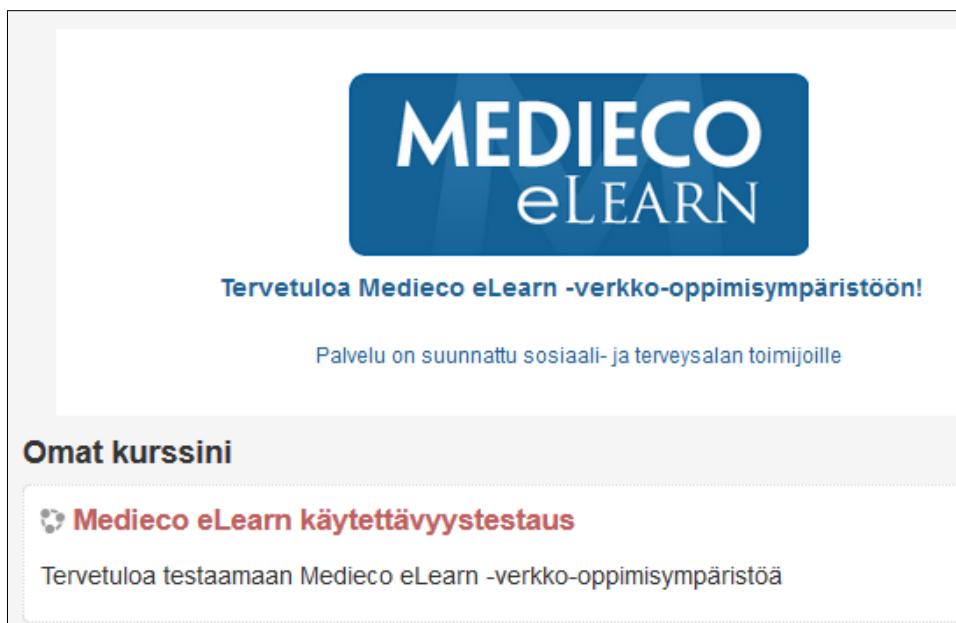 MEDIECO
eLEARN
Tervetuloa Medieco eLearn -verkko-oppimisympäristöön!
Palvelu on suunnattu sosiaali- ja terveysalan toimijoille
Omat kurssini
Medieco eLearn käytettävyystestaus
Tervetuloa testaamaan Medieco eLearn -verkko-oppimisympäristöä